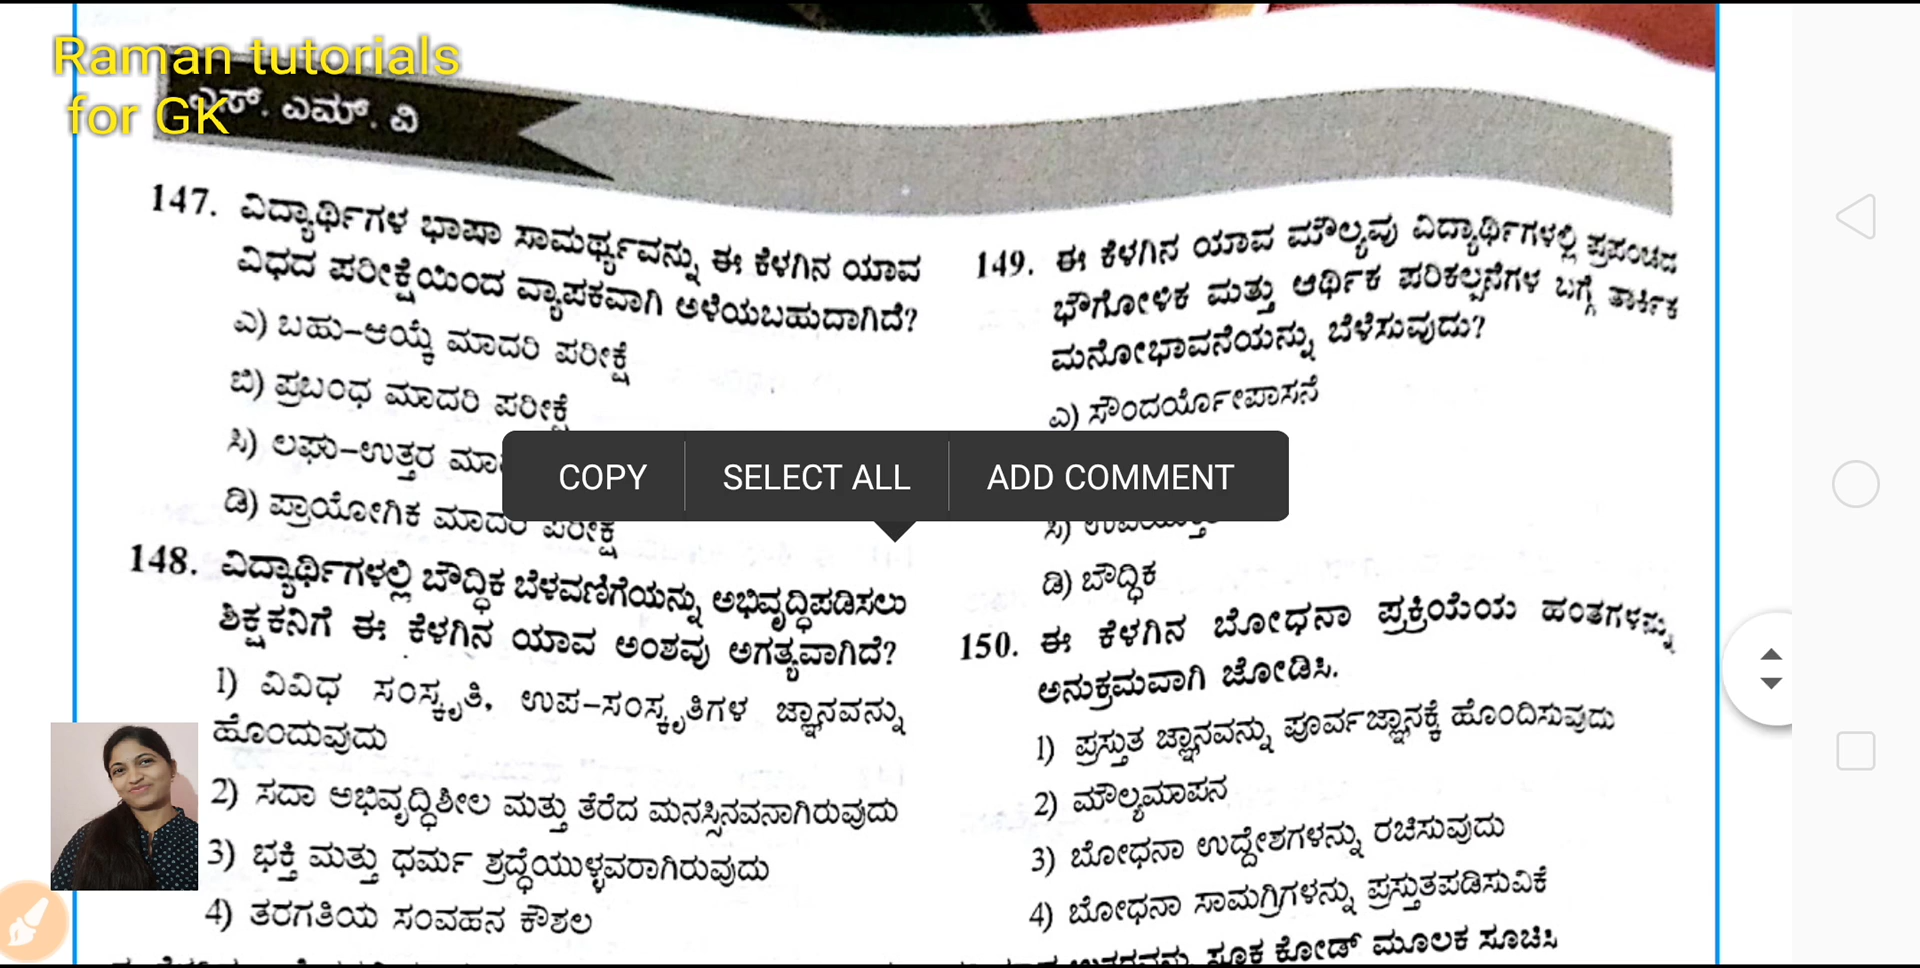 Raman tutorials
for GK
ಎಸ್. ಎಮ್. ವಿ
147. ವಿದ್ಯಾರ್ಥಿಗಳ ಭಾಷಾ ಸಾಮರ್ಥ್ಯವನ್ನು ಈ ಕೆಳಗಿನ ಯಾವ
ವಿಧದ ಪರೀಕ್ಷೆಯಿಂದ ವ್ಯಾಪಕವಾಗಿ ಅಳೆಯಬಹುದಾಗಿದೆ?
ಎ) ಬಹು-ಆಯ್ಕೆ ಮಾದರಿ ಪರೀಕ್ಷೆ
ಬಿ) ಪ್ರಬಂಧ ಮಾದರಿ ಪರೀಕ್ಷೆ
ಸಿ) ಲಘು-ಉತ್ತರ
ಡಿ) ಪ್ರಾಯೋಗಿಕ ಮಾದರಿ ಪರೀಕ್ಷೆ
148. ವಿದ್ಯಾರ್ಥಿಗಳಲ್ಲಿ ಬೌದ್ಧಿಕ ಬೆಳವಣಿಗೆಯನ್ನು ಅಭಿವೃದ್ಧಿಪಡಿಸಲು
ಶಿಕ್ಷಕನಿಗೆ ಈ ಕೆಳಗಿನ ಯಾವ ಅಂಶವು ಅಗತ್ಯವಾಗಿದೆ?
1) ವಿವಿಧ ಸಂಸ್ಕೃತಿ, ಉಪ-ಸಂಸ್ಕೃತಿಗಳ ಜ್ಞಾನವನ್ನು
ಹೊಂದುವುದು
2) ಸದಾ ಅಭಿವೃದ್ಧಿಶೀಲ ಮತ್ತು ತೆರೆದ ಮನಸ್ಸಿನವನಾಗಿರುವುದು
3) ಭಕ್ತಿ ಮತ್ತು ಧರ್ಮ ಶ್ರದ್ಧೆಯುಳ್ಳವರಾಗಿರುವುದು
4) ತರಗತಿಯ ಸಂವಹನ ಕೌಶಲ
149. ಈ ಕೆಳಗಿನ ಯಾವ ಮೌಲ್ಯವು ವಿದ್ಯಾರ್ಥಿಗಳಲ್ಲಿ ಪ್ರಪಂಚದ
ಭೌಗೋಳಿಕ ಮತ್ತು ಆರ್ಥಿಕ ಪರಿಕಲ್ಪನೆಗಳ ಬಗ್ಗೆ ತಾರ್ಕಿಕ
ಮನೋಭಾವನೆಯನ್ನು ಬೆಳೆಸುವುದು?
ಎ) ಸೌಂದರ್ಯೋಪಾಸನೆ
COPY SELECT ALL ADD COMMENT
ಡಿ) ಬೌದ್ಧಿಕ
150. ಈ ಕೆಳಗಿನ ಬೋಧನಾ ಪ್ರಕ್ರಿಯೆಯ ಹಂತಗಳನ್ನು
ಅನುಕ್ರಮವಾಗಿ ಜೋಡಿಸಿ.
1) ಪ್ರಸ್ತುತ ಜ್ಞಾನವನ್ನು ಪೂರ್ವಜ್ಞಾನಕ್ಕೆ ಹೊಂದಿಸುವುದು
2) ಮೌಲ್ಯಮಾಪನ
3) ಬೋಧನಾ ಉದ್ದೇಶಗಳನ್ನು ರಚಿಸುವುದು
4) ಬೋಧನಾ ಸಾಮಗ್ರಿಗಳನ್ನು ಪ್ರಸ್ತುತಪಡಿಸುವಿಕೆ
ಕೋಡ್ ಮೂಲಕ ಸೂಚಿಸಿ